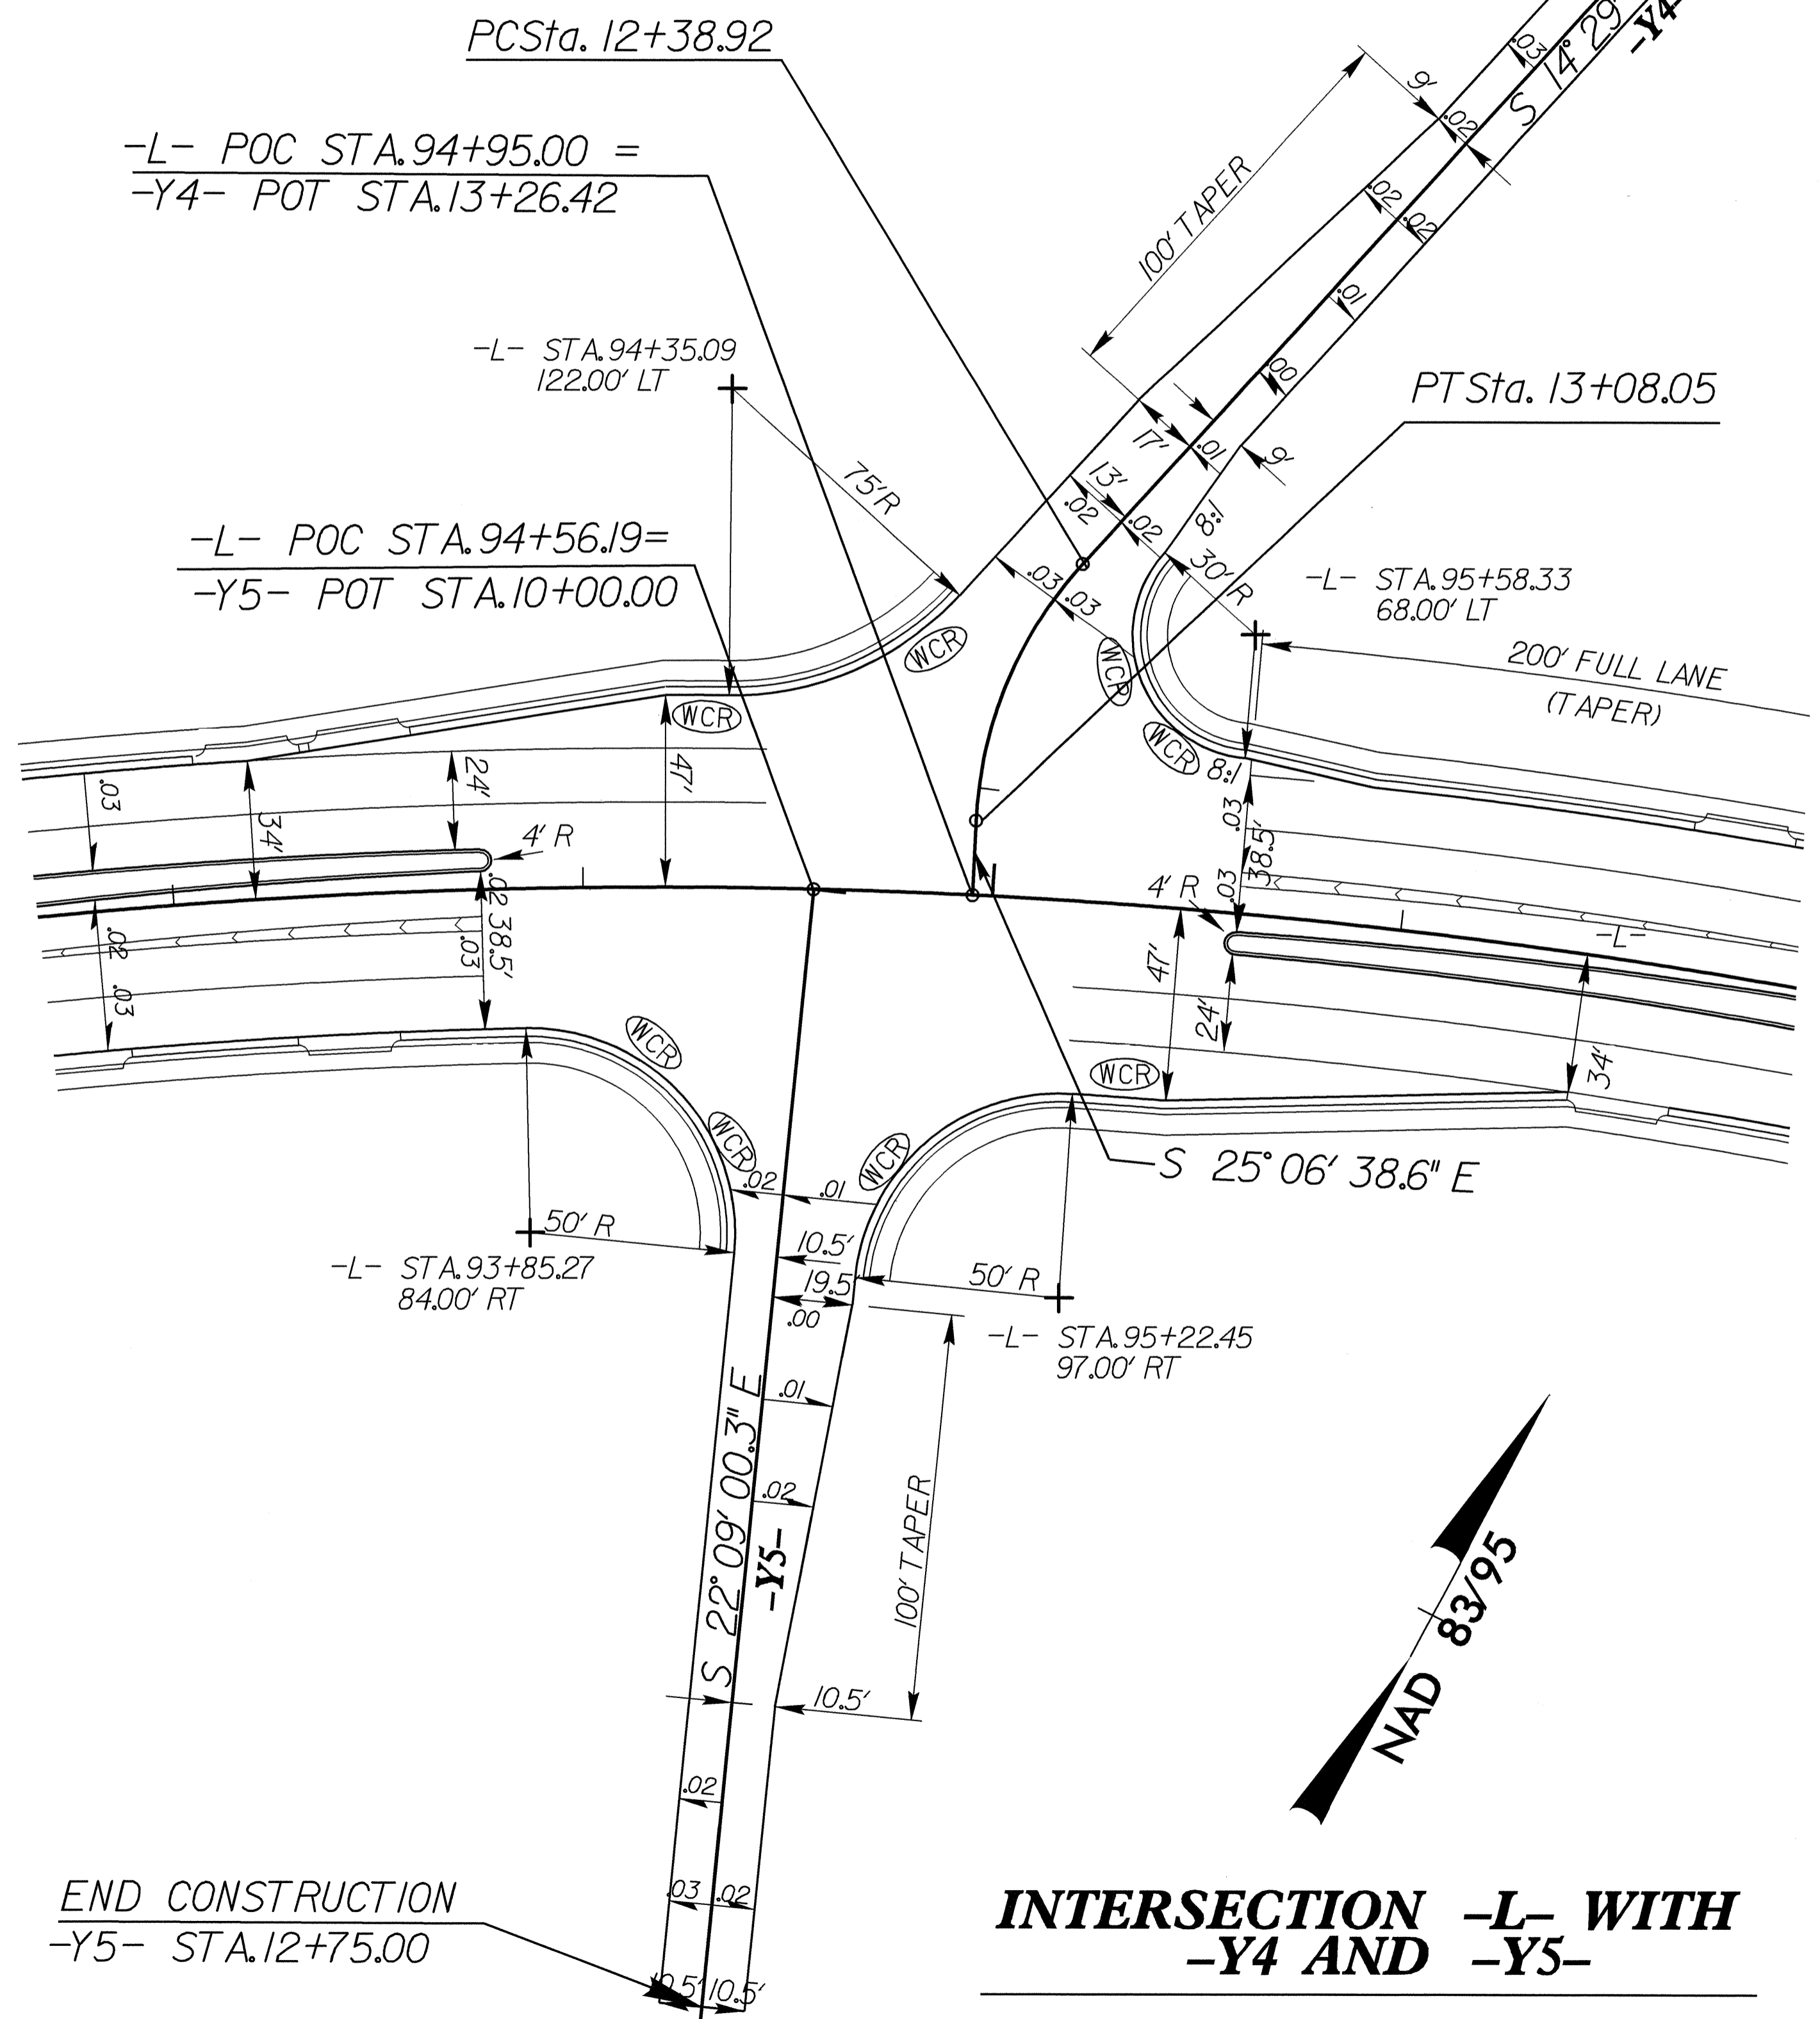 PCSta. 12+38.92
-L- POC STA.94+95.00 =
-Y4- POT STA.13+26.42
-L- STA.94+35.09
122.00' LT
75'R
-L- POC STA.94+56.19=
-Y5- POT STA.10+00.00
100' TAPER
9'
.03
.02
S 14° 29'
-Y4-
.02
.02
.01
.00
PTSta. 13+08.05
17'
.01
9'
13'
.02
.02
8:1
30' R
.03
.03
-L- STA.95+58.33
68.00' LT
200' FULL LANE
(TAPER)
WCR
WCR
WCR
WCR
8:1
.03
34'
24'
47'
4' R
.03
38.5'
.03
4' R
-L-
.02
.03
.02
38.5'
.03
47'
24'
34'
WCR
WCR
WCR
WCR
S 25° 06' 38.6" E
.02
.01
50' R
10.5'
19.5'
.00
50' R
-L- STA.93+85.27
84.00' RT
-L- STA.95+22.45
97.00' RT
.01
.02
S 22° 09' 00.3" E
-Y5-
100' TAPER
10.5'
.02
.03
.02
END CONSTRUCTION
-Y5- STA.12+75.00
10.5'
NAD 83/95
INTERSECTION -L- WITH
-Y4 AND -Y5-